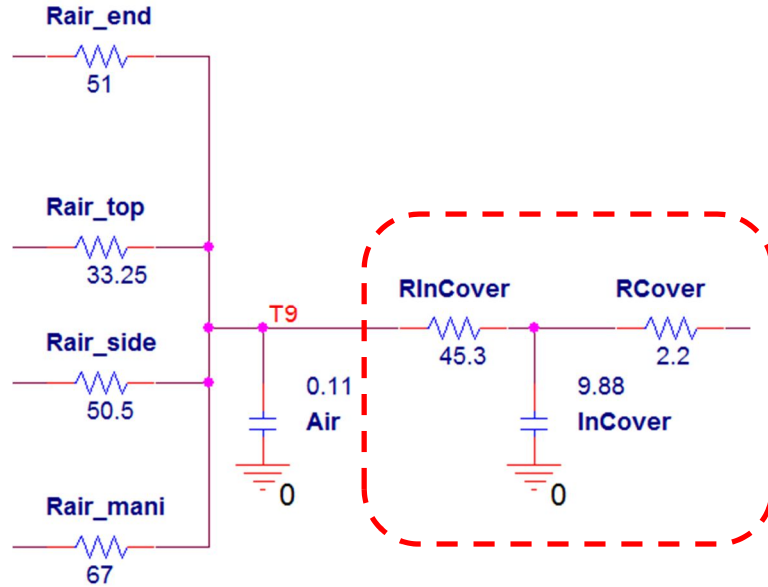 Rair_end
51
Rair_top
33.25
T9
RInCover
45.3
RCover
2.2
Rair_side
50.5
0.11
Air
0
9.88
InCover
0
Rair_mani
67